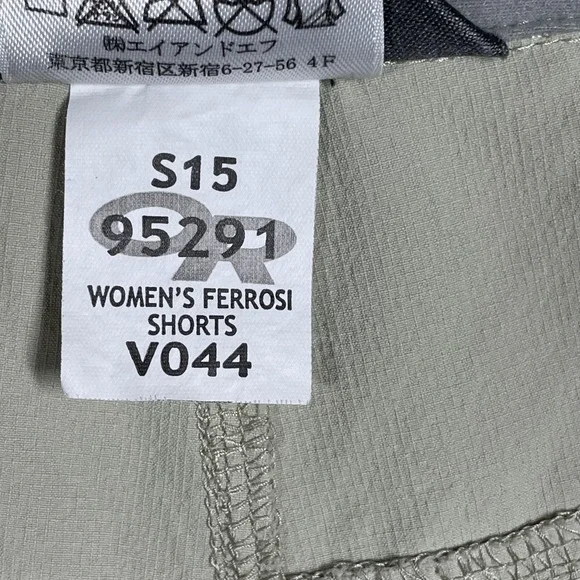 ㈱エイアンドエフ
東京都新宿区新宿6-27-56 4F
S15
OR
95291
WOMEN'S FERROSI
SHORTS
V044